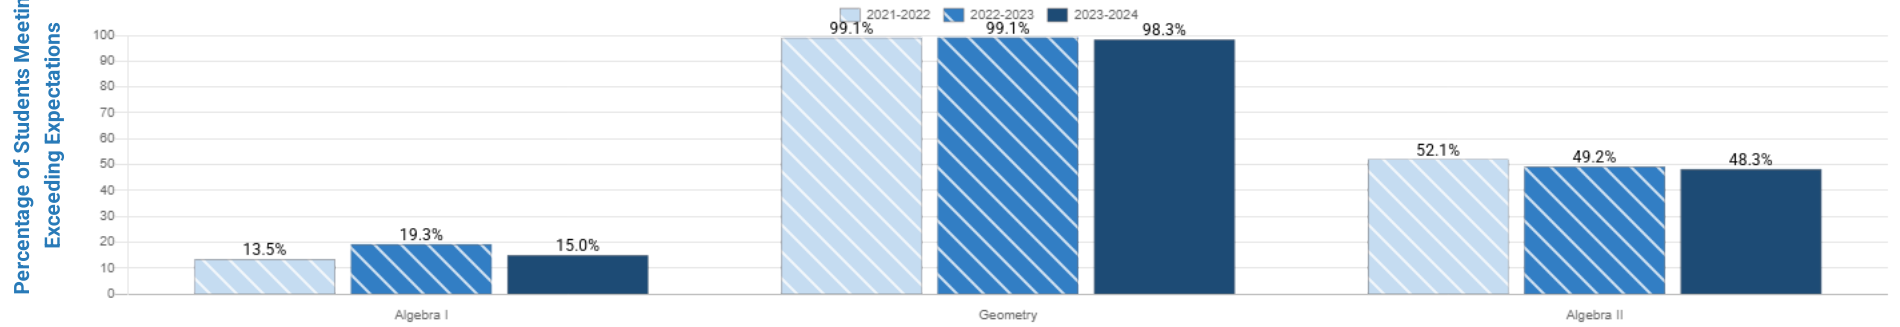 Percentage of Students Meetin
Exceeding Expectations
2021-2022 2022-2023 2023-2024
100
90
80
70
60
50
40
30
20
10
0
13.5% 19.3% 15.0%
99.1% 99.1% 98.3%
52.1% 49.2% 48.3%
Algebra I Geometry Algebra II